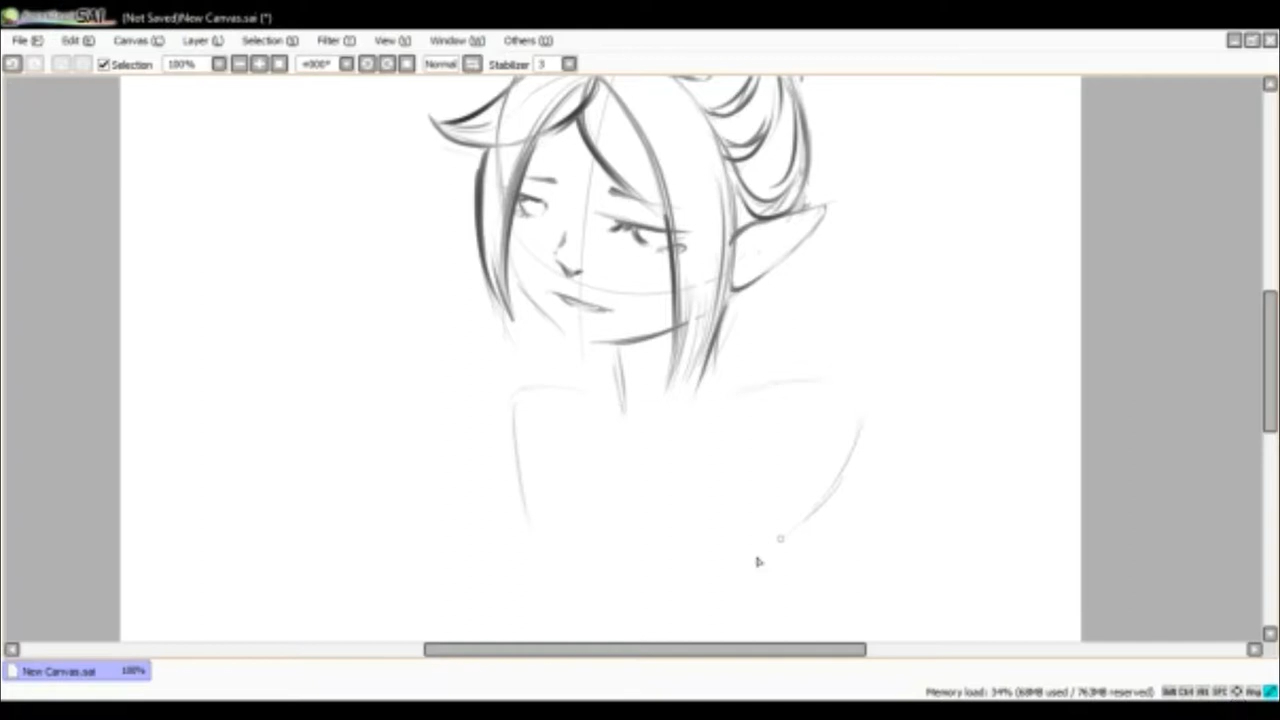 SAI (Not Saved)New Canvas.sai (*)
File (F) Edit (E) Canvas (C) Layer (L) Selection (S) Filter (T) View (V) Window (W) Others (O)
Selection 100% +000° Normal Stabilizer 3
New Canvas.sai 100%
Memory load: 34% (68MB used / 763MB reserved)